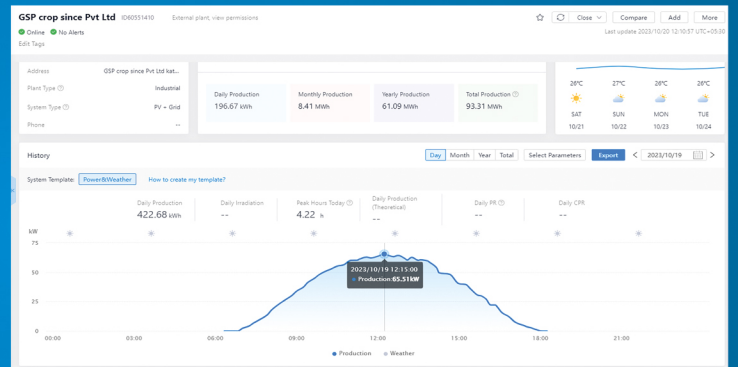 GSP crop since Pvt Ltd ID60551410 External plant, view permissions Close Compare Add More
Online No Alerts Last update 2023/10/20 12:10:57 UTC+05:30
Edit Tags
Address GSP crop since Pvt Ltd kat...
Plant Type Industrial
System Type PV + Grid
Phone --
Daily Production Monthly Production Yearly Production Total Production
196.67 kWh 8.41 MWh 61.09 MWh 93.31 MWh
26°C 27°C 26°C 26°C
SAT SUN MON TUE
10/21 10/22 10/23 10/24
History Day Month Year Total Select Parameters Export < 2023/10/19 >
System Template: Power&Weather How to create my template?
Daily Production Daily Irradiation Peak Hours Today Daily Production (Theoretical) Daily PR Daily CPR
422.68 kWh -- 4.22 h -- -- --
kW
75
50
25
0
2023/10/19 12:15:00
Production: 65.51kW
00:00 03:00 06:00 09:00 12:00 15:00 18:00 21:00
Production Weather